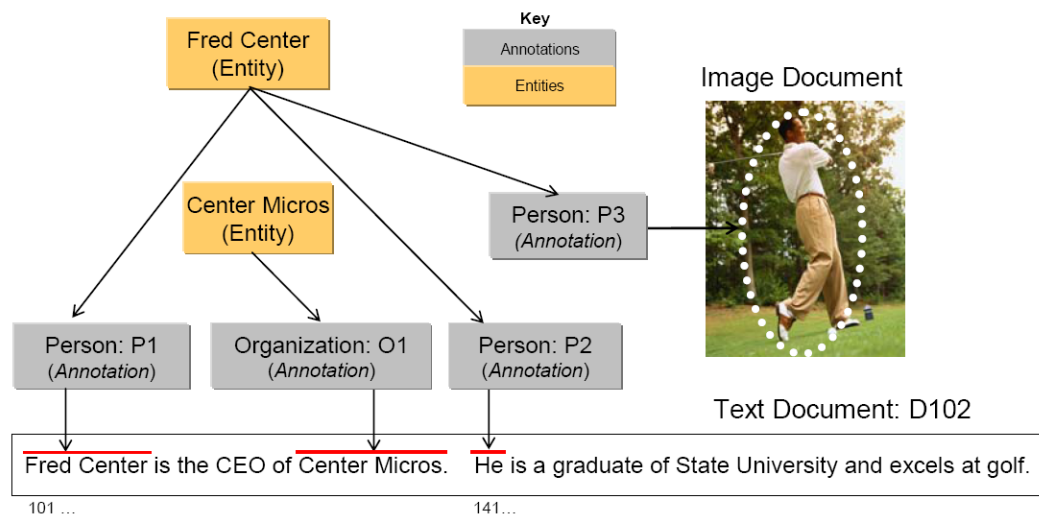 Fred Center
(Entity)
Key
Annotations
Entities
Image Document
Center Micros
(Entity)
Person: P3
(Annotation)
Person: P1
(Annotation)
Organization: O1
(Annotation)
Person: P2
(Annotation)
Text Document: D102
Fred Center is the CEO of Center Micros. He is a graduate of State University and excels at golf.
101 ...
141...